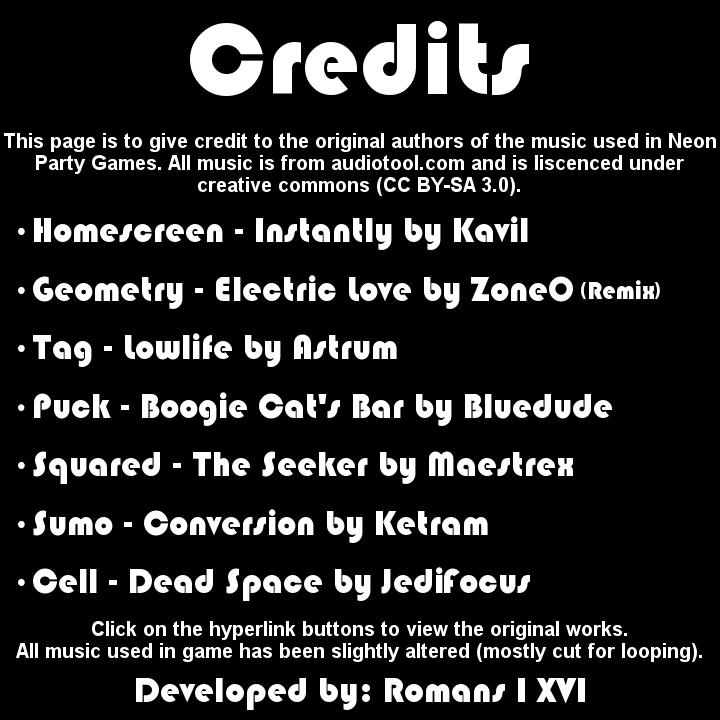 Credits
This page is to give credit to the original authors of the music used in Neon
Party Games. All music is from audiotool.com and is liscenced under
creative commons (CC BY-SA 3.0).
• Homescreen - Instantly by Kavil
• Geometry - Electric Love by ZoneO (Remix)
• Tag - Lowlife by Astrum
• Puck - Boogie Cat's Bar by Bluedude
• Squared - The Seeker by Maestrex
• Sumo - Conversion by Ketram
• Cell - Dead Space by JediFocus
Click on the hyperlink buttons to view the original works.
All music used in game has been slightly altered (mostly cut for looping).
Developed by: Romans I XVI